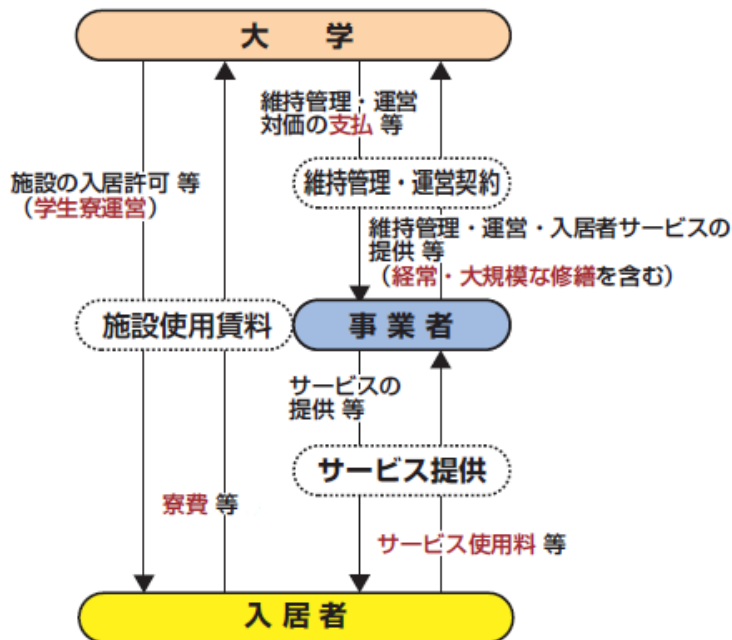 大　学
維持管理・運営
対価の支払 等
施設の入居許可 等
（学生寮運営）
維持管理・運営契約
維持管理・運営・入居者サービスの
提供 等
（経常・大規模な修繕を含む）
施設使用賃料
事業者
サービスの
提供 等
サービス提供
寮費 等
サービス使用料 等
入居者